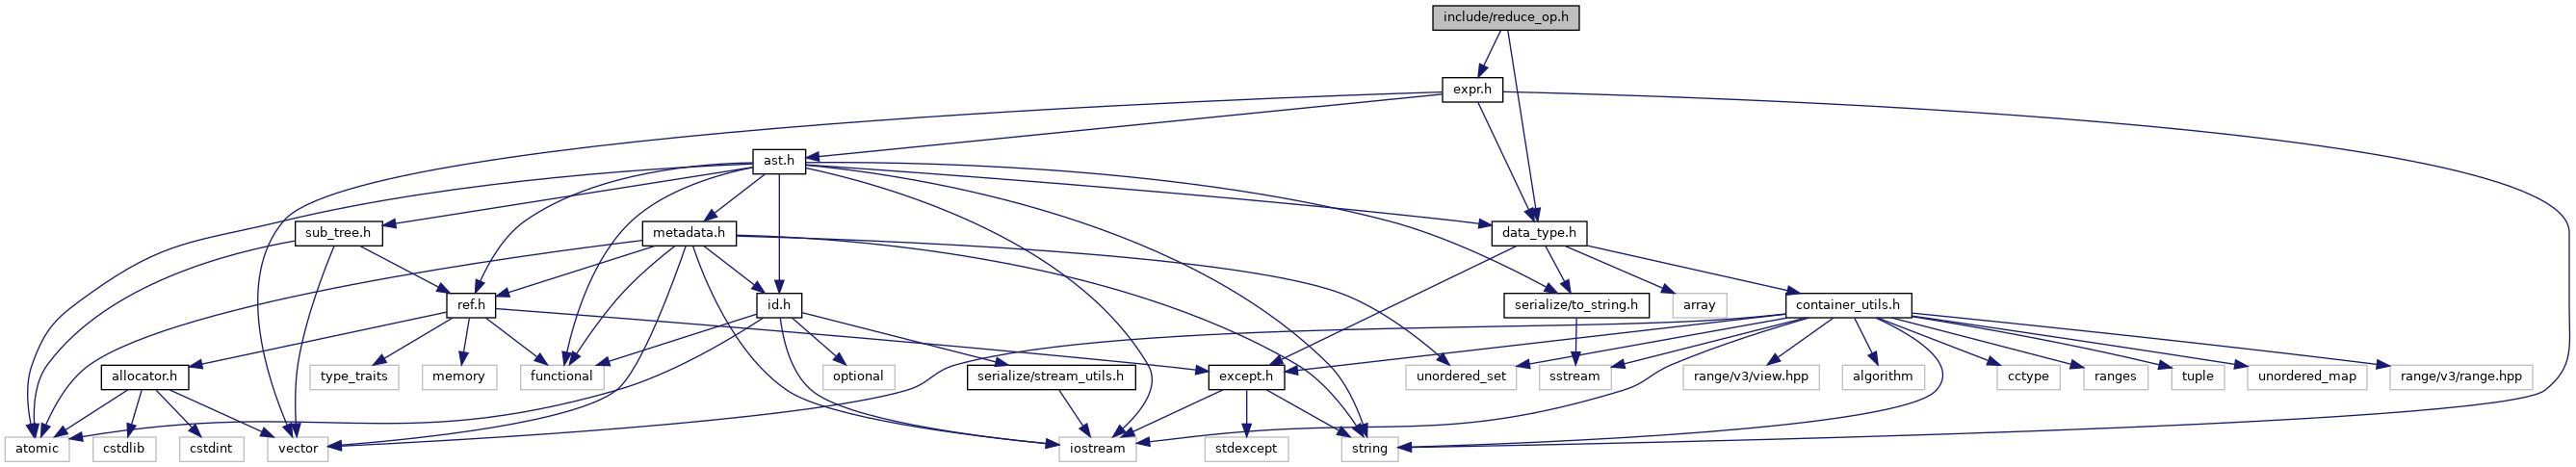 include/reduce_op.h
expr.h
ast.h
sub_tree.h
metadata.h
data_type.h
ref.h
id.h
serialize/to_string.h
array
container_utils.h
allocator.h
type_traits
memory
functional
optional
serialize/stream_utils.h
except.h
unordered_set
sstream
range/v3/view.hpp
algorithm
cctype
ranges
tuple
unordered_map
range/v3/range.hpp
atomic
cstdlib
cstdint
vector
iostream
stdexcept
string